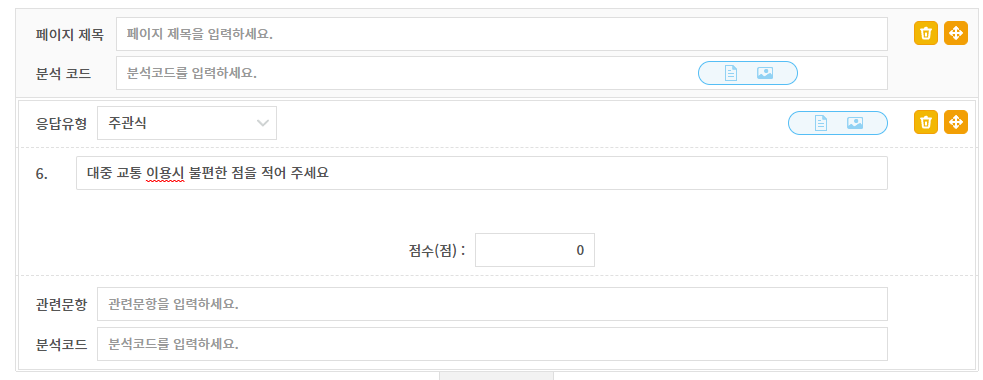 페이지 제목 페이지 제목을 입력하세요.
분석 코드 분석코드를 입력하세요.
응답유형 주관식
6. 대중 교통 이용시 불편한 점을 적어 주세요
점수(점) : 0
관련문항 관련문항을 입력하세요.
분석코드 분석코드를 입력하세요.